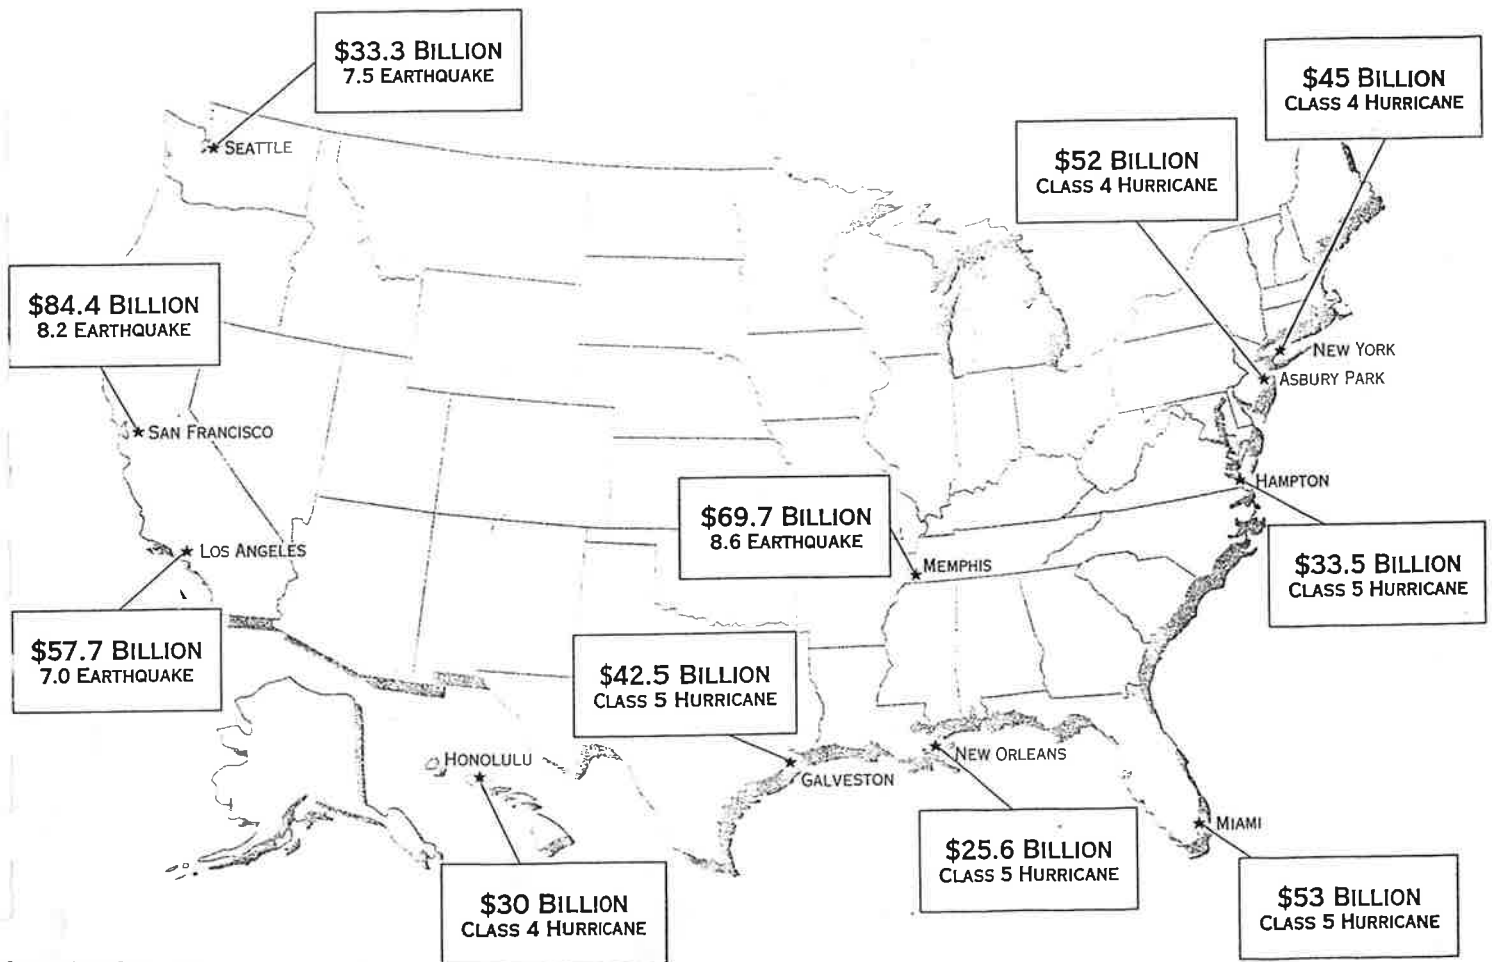 $33.3 BILLION
7.5 EARTHQUAKE
SEATTLE
$45 BILLION
CLASS 4 HURRICANE
$52 BILLION
CLASS 4 HURRICANE
$84.4 BILLION
8.2 EARTHQUAKE
NEW YORK
ASBURY PARK
SAN FRANCISCO
HAMPTON
$69.7 BILLION
8.6 EARTHQUAKE
LOS ANGELES
MEMPHIS
$33.5 BILLION
CLASS 5 HURRICANE
$57.7 BILLION
7.0 EARTHQUAKE
$42.5 BILLION
CLASS 5 HURRICANE
HONOLULU
NEW ORLEANS
GALVESTON
MIAMI
$25.6 BILLION
CLASS 5 HURRICANE
$30 BILLION
CLASS 4 HURRICANE
$53 BILLION
CLASS 5 HURRICANE